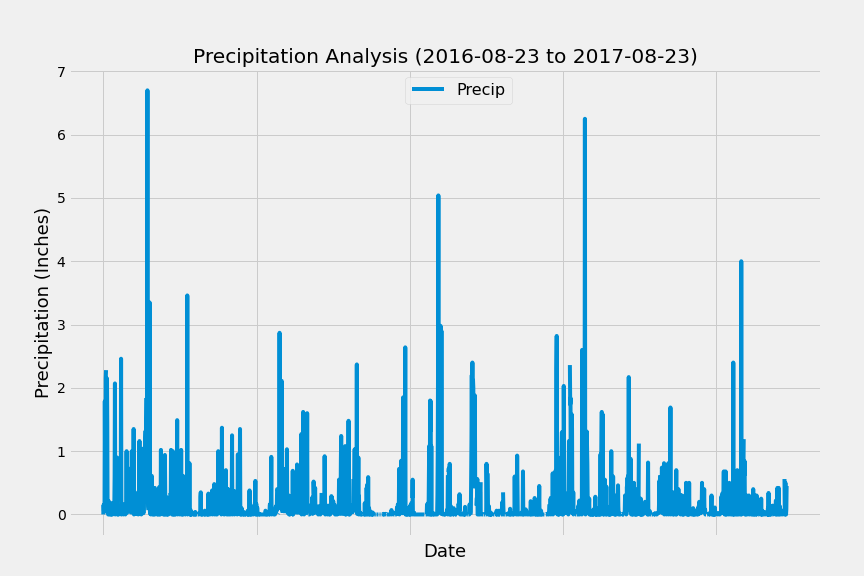 Precipitation Analysis (2016-08-23 to 2017-08-23)
Precip
7
6
5
4
3
2
1
0
Precipitation (Inches)
Date